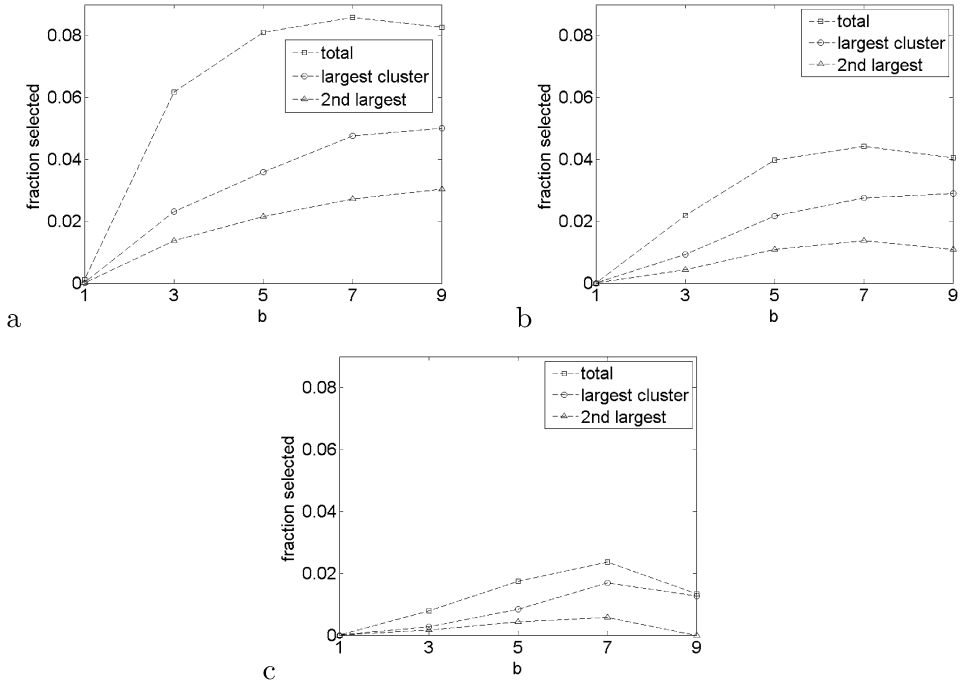 0.08
0.06
0.04
0.02
0
fraction selected
total
largest cluster
2nd largest
1 3 5 7 9
b
a
0.08
0.06
0.04
0.02
0
fraction selected
total
largest cluster
2nd largest
1 3 5 7 9
b
b
0.08
0.06
0.04
0.02
0
fraction selected
total
largest cluster
2nd largest
1 3 5 7 9
b
c